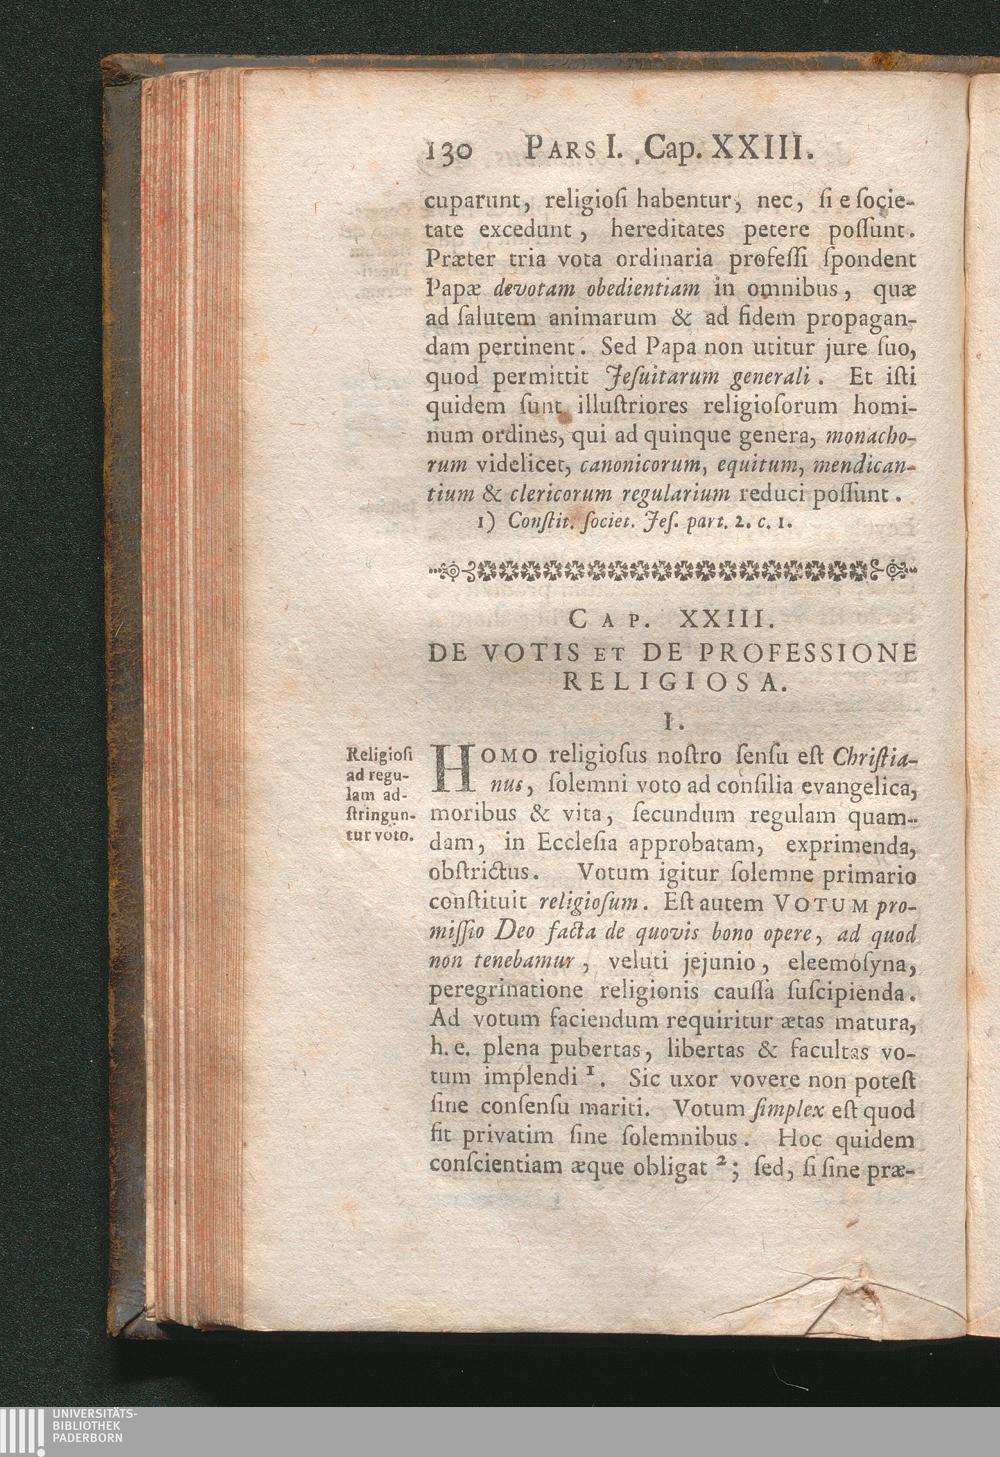 130 PARS I. Cap. XXIII.
cuparunt, religioſi habentur, nec, ſi e ſocie-
tate excedunt, hereditates petere poſſunt.
Præter tria vota ordinaria profeſſi ſpondent
Papæ devotam obedientiam in omnibus, quæ
ad ſalutem animarum & ad fidem propagan-
dam pertinent. Sed Papa non utitur jure ſuo,
quod permittit Jeſuitarum generali. Et iſti
quidem ſunt illuſtriores religioſorum homi-
num ordines, qui ad quinque genera, monacho-
rum videlicet, canonicorum, equitum, mendican-
tium & clericorum regularium reduci poſſunt.
1) Conſtit. ſociet. Jeſ. part. 2. c. 1.
CAP. XXIII.
DE VOTIS ET DE PROFESSIONE
RELIGIOSA.
I.
Religioſi
ad regu-
lam ad-
ſtringun-
tur voto.
HOMO religioſus noſtro ſenſu eſt Chriſtia-
nus, ſolemni voto ad conſilia evangelica,
moribus & vita, ſecundum regulam quam-
dam, in Eccleſia approbatam, exprimenda,
obſtrictus. Votum igitur ſolemne primario
conſtituit religioſum. Eſt autem VOTUM pro-
miſſio Deo facta de quovis bono opere, ad quod
non tenebamur, veluti jejunio, eleemoſyna,
peregrinatione religionis cauſſa ſuſcipienda.
Ad votum faciendum requiritur ætas matura,
h. e. plena pubertas, libertas & facultas vo-
tum implendi ¹. Sic uxor vovere non poteſt
ſine conſenſu mariti. Votum ſimplex eſt quod
fit privatim ſine ſolemnibus. Hoc quidem
conſcientiam æque obligat ²; ſed, ſi ſine præ-
UNIVERSITÄTS-
BIBLIOTHEK
PADERBORN